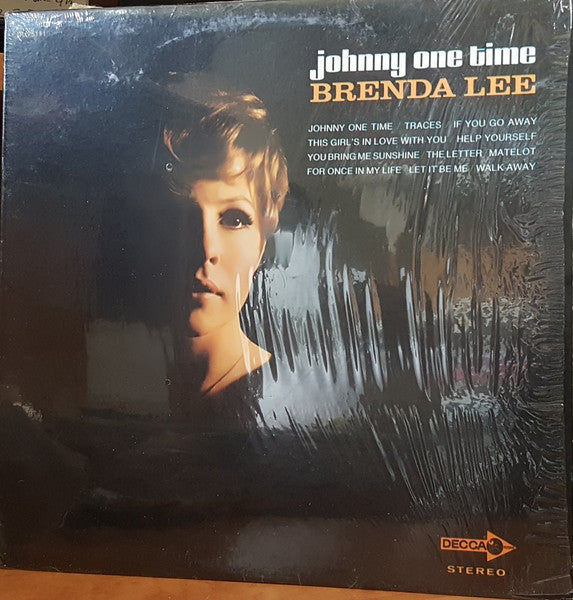 johnny one time
BRENDA LEE
JOHNNY ONE TIME / TRACES / IF YOU GO AWAY
THIS GIRL'S IN LOVE WITH YOU / HELP YOURSELF
YOU BRING ME SUNSHINE / THE LETTER / MATELOT
FOR ONCE IN MY LIFE / LET IT BE ME / WALK AWAY
DECCA
STEREO